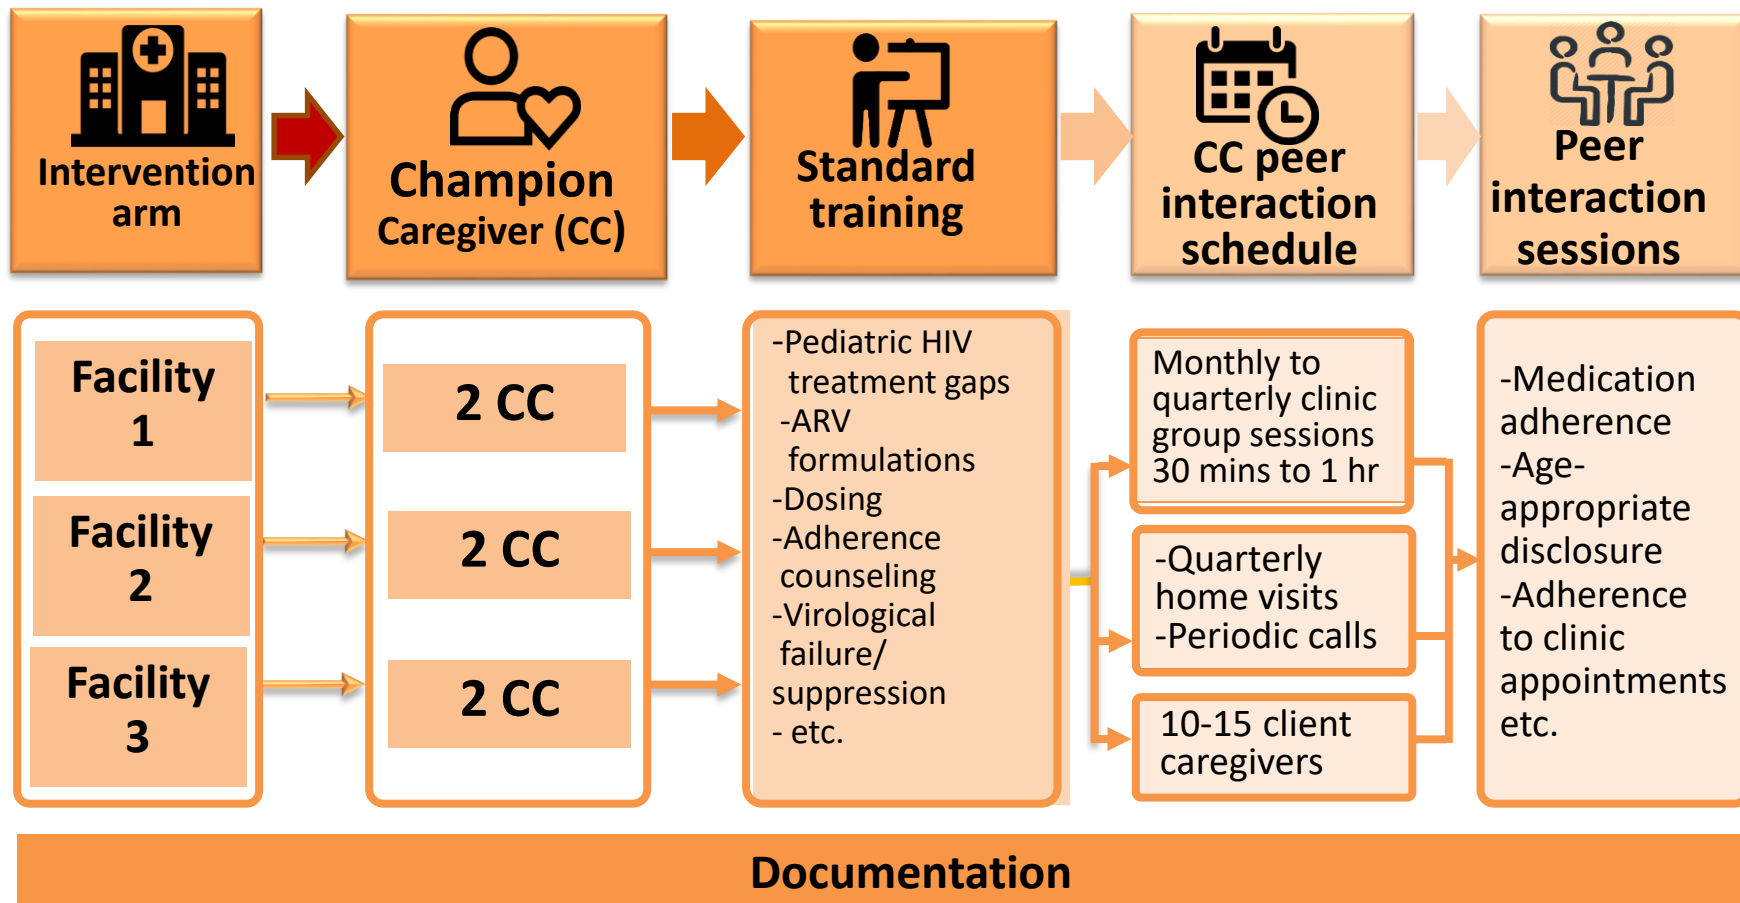 Intervention
arm
Champion
Caregiver (CC)
Standard
training
CC peer
interaction
schedule
Peer
interaction
sessions
Facility
1
Facility
2
Facility
3
2 CC
2 CC
2 CC
-Pediatric HIV
treatment gaps
-ARV
formulations
-Dosing
-Adherence
counseling
-Virological
failure/
suppression
- etc.
Monthly to
quarterly clinic
group sessions
30 mins to 1 hr
-Quarterly
home visits
-Periodic calls
10-15 client
caregivers
-Medication
adherence
-Age-
appropriate
disclosure
-Adherence
to clinic
appointments
etc.
Documentation